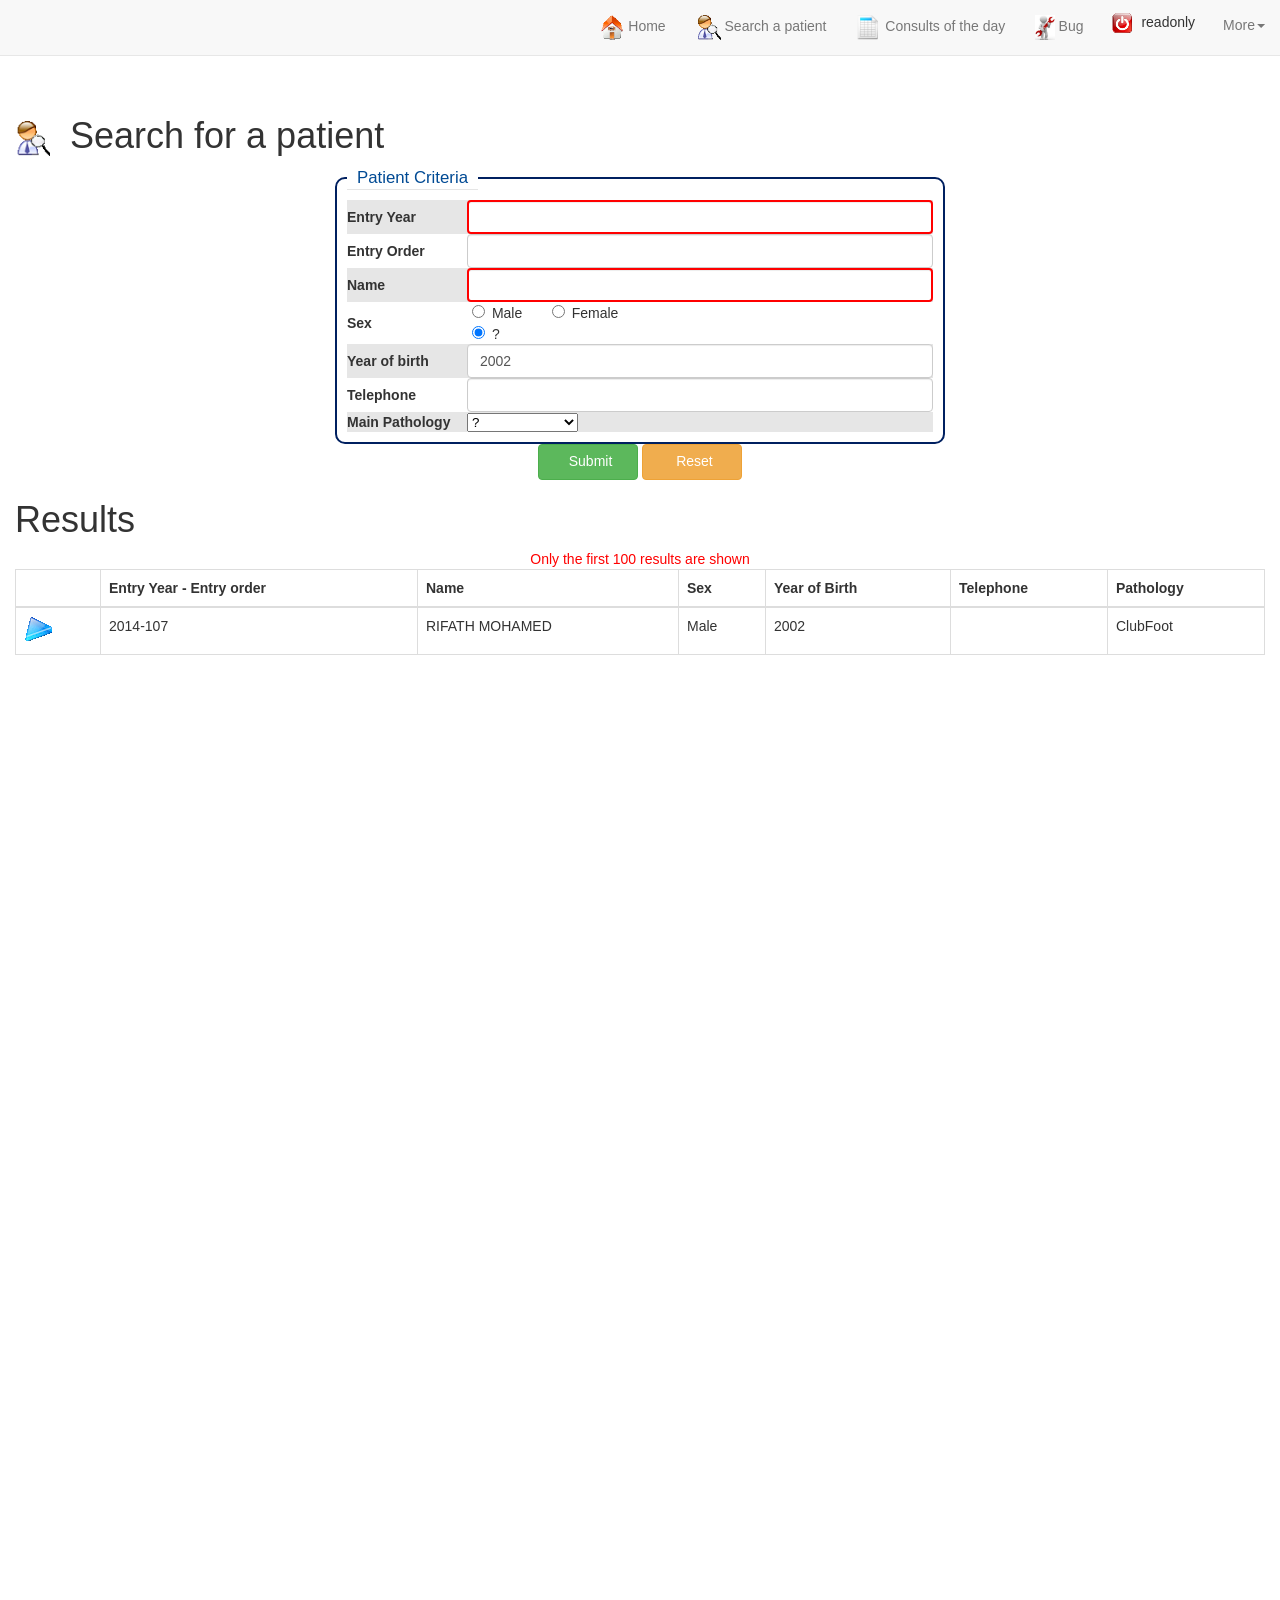 Home Search a patient Consults of the day Bug readonly More
Search for a patient
Patient Criteria
Entry Year
Entry Order
Name
Sex Male Female
?
Year of birth 2002
Telephone
Main Pathology ?
Submit Reset
Results
Only the first 100 results are shown
Entry Year - Entry order Name Sex Year of Birth Telephone Pathology
2014-107 RIFATH MOHAMED Male 2002 ClubFoot